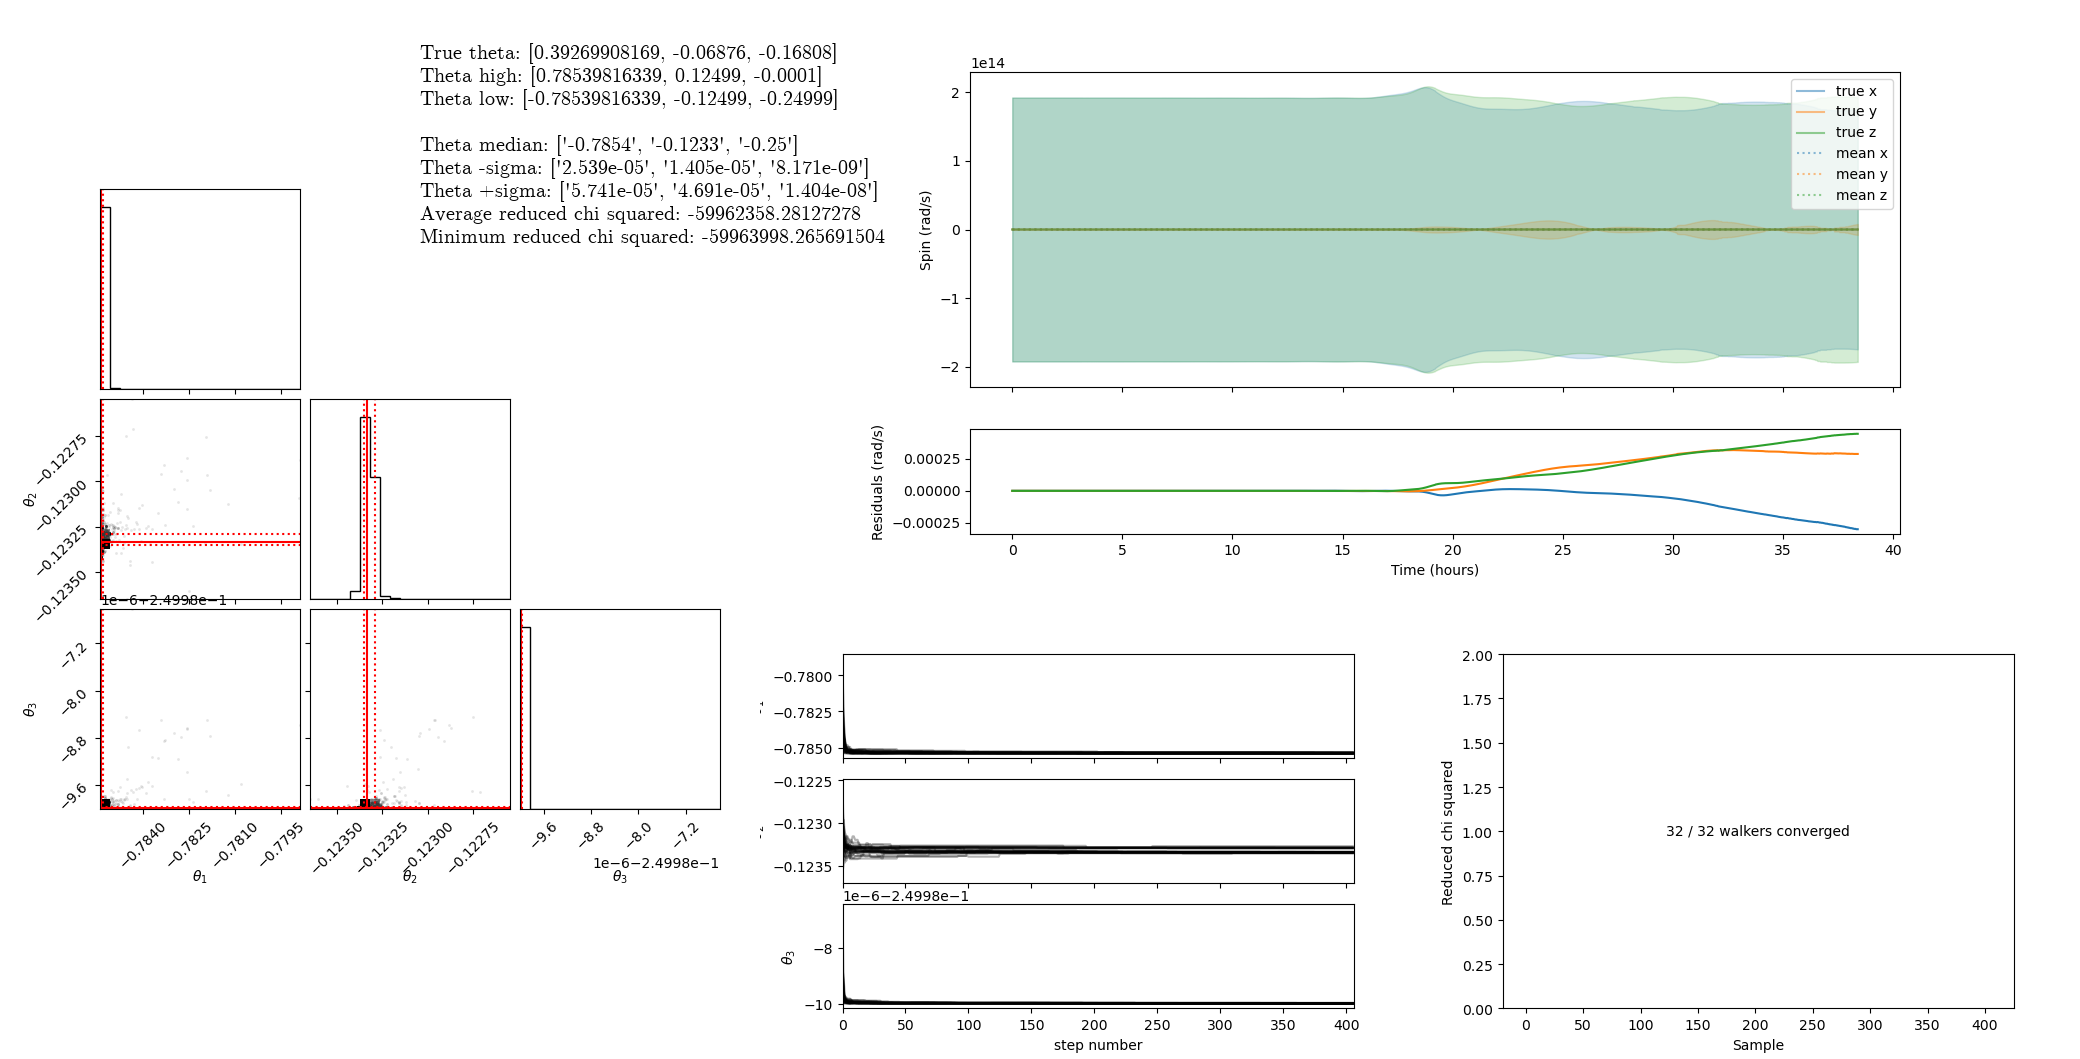 True theta: [0.39269908169, -0.06876, -0.16808]
Theta high: [0.78539816339, 0.12499, -0.0001]
Theta low: [-0.78539816339, -0.12499, -0.24999]
Theta median: ['-0.7854', '-0.1233', '-0.25']
Theta -sigma: ['2.539e-05', '1.405e-05', '8.171e-09']
Theta +sigma: ['5.741e-05', '4.691e-05', '1.404e-08']
Average reduced chi squared: -59962358.28127278
Minimum reduced chi squared: -59963998.265691504
1e14
2
1
0
−1
−2
Spin (rad/s)
true x
true y
true z
mean x
mean y
mean z
0.00025
0.00000
−0.00025
Residuals (rad/s)
0 5 10 15 20 25 30 35 40
Time (hours)
−0.12275
−0.12300
−0.12325
−0.12350
θ2
1e−6−2.4998e−1
−7.2
−8.0
−8.8
−9.6
θ3
−0.7840 −0.7825 −0.7810 −0.7795
θ1
−0.12350 −0.12325 −0.12300 −0.12275
θ2
−9.6 −8.8 −8.0 −7.2
1e−6−2.4998e−1
θ3
−0.7800
−0.7825
−0.7850
−0.1225
−0.1230
−0.1235
1e−6−2.4998e−1
−8
−10
θ3
0 50 100 150 200 250 300 350 400
step number
2.00
1.75
1.50
1.25
1.00
0.75
0.50
0.25
0.00
Reduced chi squared
32 / 32 walkers converged
0 50 100 150 200 250 300 350 400
Sample